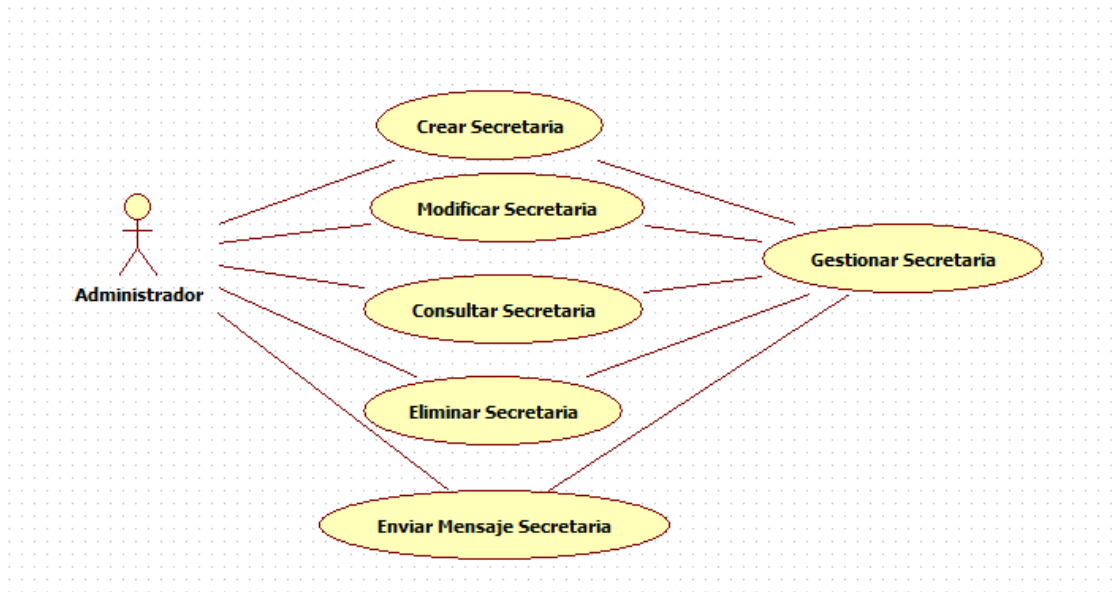 Crear Secretaria
Modificar Secretaria
Gestionar Secretaria
Administrador
Consultar Secretaria
Eliminar Secretaria
Enviar Mensaje Secretaria